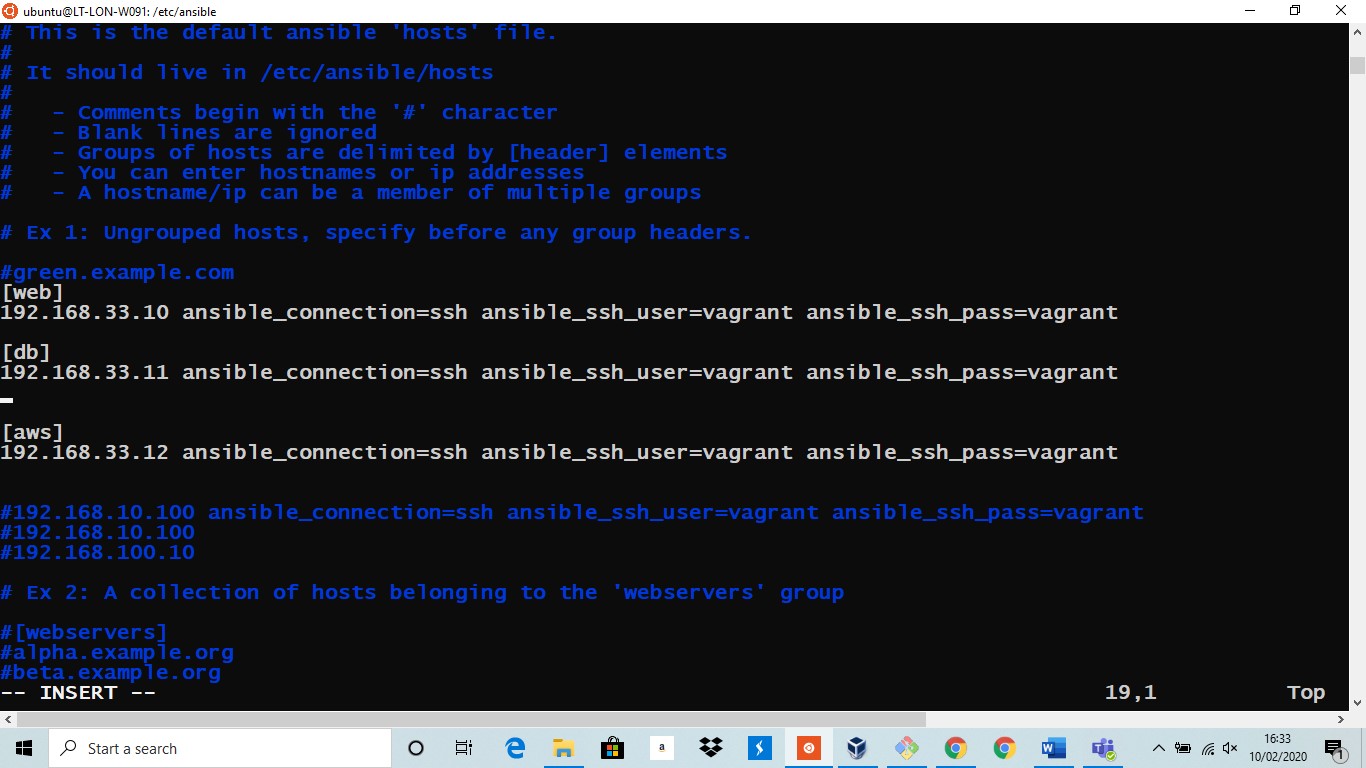 ubuntu@LT-LON-W091: /etc/ansible
# This is the default ansible 'hosts' file.
#
# It should live in /etc/ansible/hosts
#
#   - Comments begin with the '#' character
#   - Blank lines are ignored
#   - Groups of hosts are delimited by [header] elements
#   - You can enter hostnames or ip addresses
#   - A hostname/ip can be a member of multiple groups
# Ex 1: Ungrouped hosts, specify before any group headers.
#green.example.com
[web]
192.168.33.10 ansible_connection=ssh ansible_ssh_user=vagrant ansible_ssh_pass=vagrant
[db]
192.168.33.11 ansible_connection=ssh ansible_ssh_user=vagrant ansible_ssh_pass=vagrant
[aws]
192.168.33.12 ansible_connection=ssh ansible_ssh_user=vagrant ansible_ssh_pass=vagrant
#192.168.10.100 ansible_connection=ssh ansible_ssh_user=vagrant ansible_ssh_pass=vagrant
#192.168.10.100
#192.168.100.10
# Ex 2: A collection of hosts belonging to the 'webservers' group
#[webservers]
#alpha.example.org
#beta.example.org
-- INSERT -- 19,1 Top
Start a search
16:33
10/02/2020
1